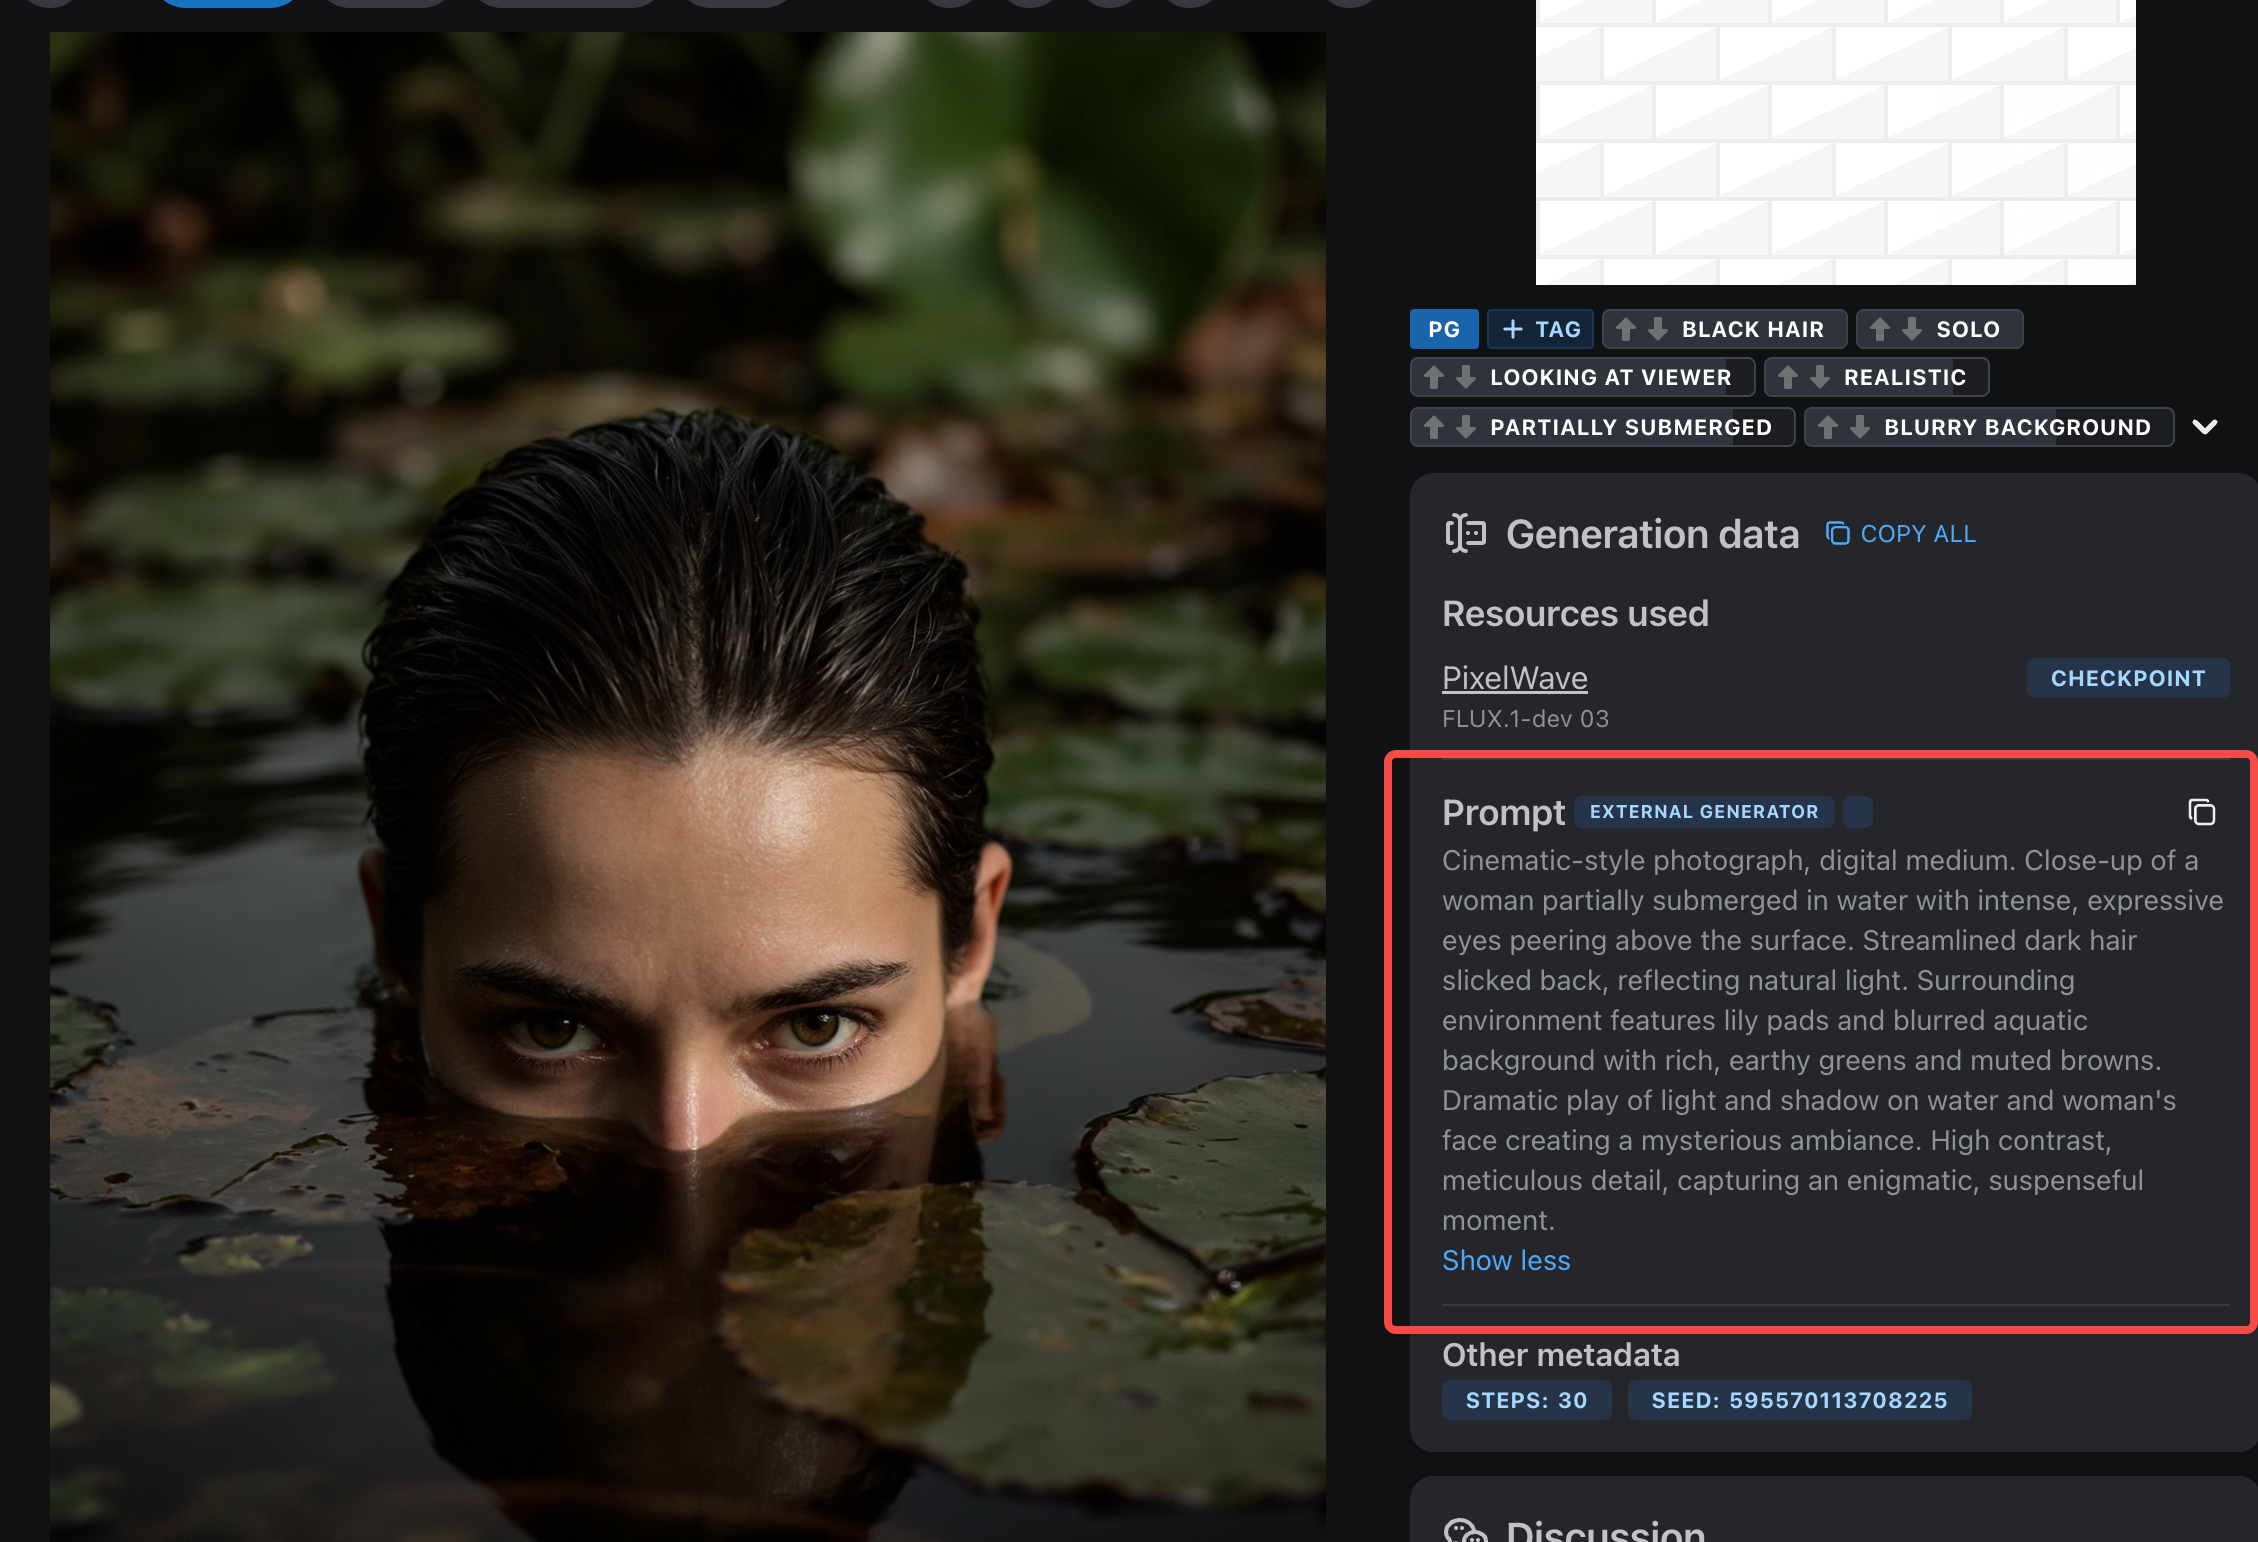 PG
+ TAG
BLACK HAIR
SOLO
LOOKING AT VIEWER
REALISTIC
PARTIALLY SUBMERGED
BLURRY BACKGROUND
Generation data
COPY ALL
Resources used
PixelWave
CHECKPOINT
FLUX.1-dev 03
Prompt
EXTERNAL GENERATOR
Cinematic-style photograph, digital medium. Close-up of a
woman partially submerged in water with intense, expressive
eyes peering above the surface. Streamlined dark hair
slicked back, reflecting natural light. Surrounding
environment features lily pads and blurred aquatic
background with rich, earthy greens and muted browns.
Dramatic play of light and shadow on water and woman's
face creating a mysterious ambiance. High contrast,
meticulous detail, capturing an enigmatic, suspenseful
moment.
Show less
Other metadata
STEPS: 30
SEED: 595570113708225
Discussion